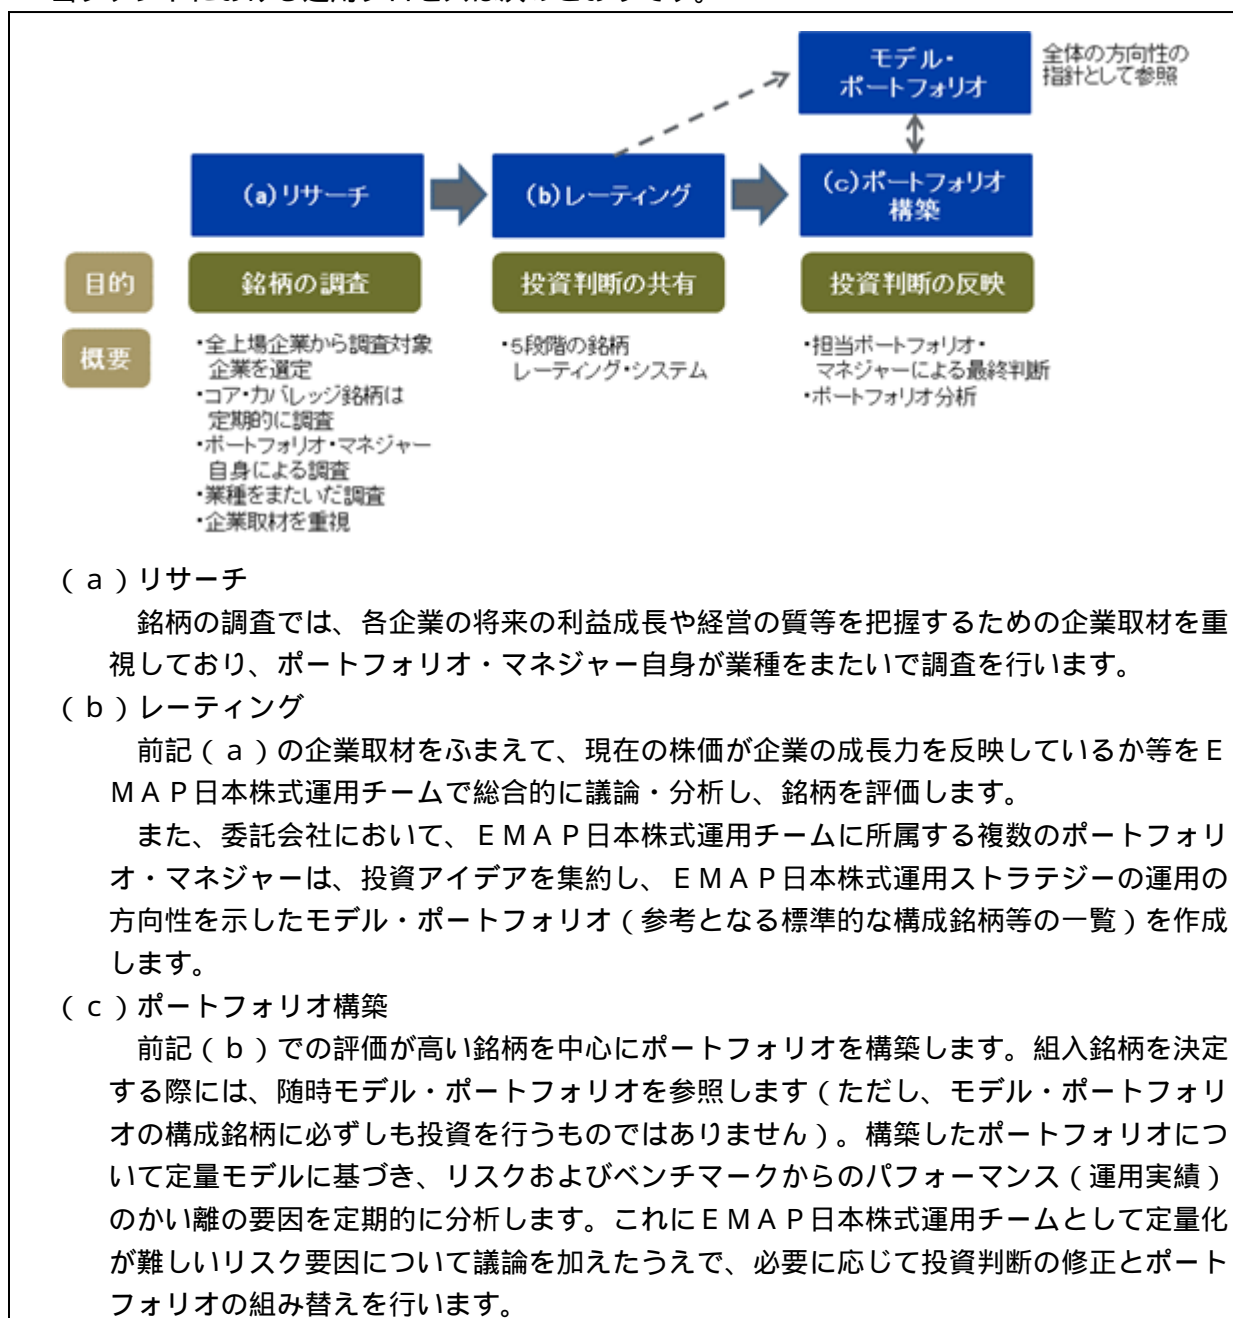 モデル・
ポートフォリオ
全体の方向性の
指針として参照
(a)リサーチ
(b)レーティング
(c)ポートフォリオ
構築
目的
銘柄の調査
投資判断の共有
投資判断の反映
概要
・全上場企業から調査対象
企業を選定
・コア・カバレッジ銘柄は
定期的に調査
・ポートフォリオ・マネジャー
自身による調査
・業種をまたいだ調査
・企業取材を重視
・5段階の銘柄
レーティング・システム
・担当ポートフォリオ・
マネジャーによる最終判断
・ポートフォリオ分析
(a)リサーチ
銘柄の調査では、各企業の将来の利益成長や経営の質等を把握するための企業取材を重
視しており、ポートフォリオ・マネジャー自身が業種をまたいで調査を行います。
(b)レーティング
前記(a)の企業取材をふまえて、現在の株価が企業の成長力を反映しているか等をE
MAP日本株式運用チームで総合的に議論・分析し、銘柄を評価します。
また、委託会社において、EMAP日本株式運用チームに所属する複数のポートフォリ
オ・マネジャーは、投資アイデアを集約し、EMAP日本株式運用ストラテジーの運用の
方向性を示したモデル・ポートフォリオ(参考となる標準的な構成銘柄等の一覧)を作成
します。
(c)ポートフォリオ構築
前記(b)での評価が高い銘柄を中心にポートフォリオを構築します。組入銘柄を決定
する際には、随時モデル・ポートフォリオを参照します(ただし、モデル・ポートフォリ
オの構成銘柄に必ずしも投資を行うものではありません)。構築したポートフォリオにつ
いて定量モデルに基づき、リスクおよびベンチマークからのパフォーマンス(運用実績)
のかい離の要因を定期的に分析します。これにEMAP日本株式運用チームとして定量化
が難しいリスク要因について議論を加えたうえで、必要に応じて投資判断の修正とポート
フォリオの組み替えを行います。